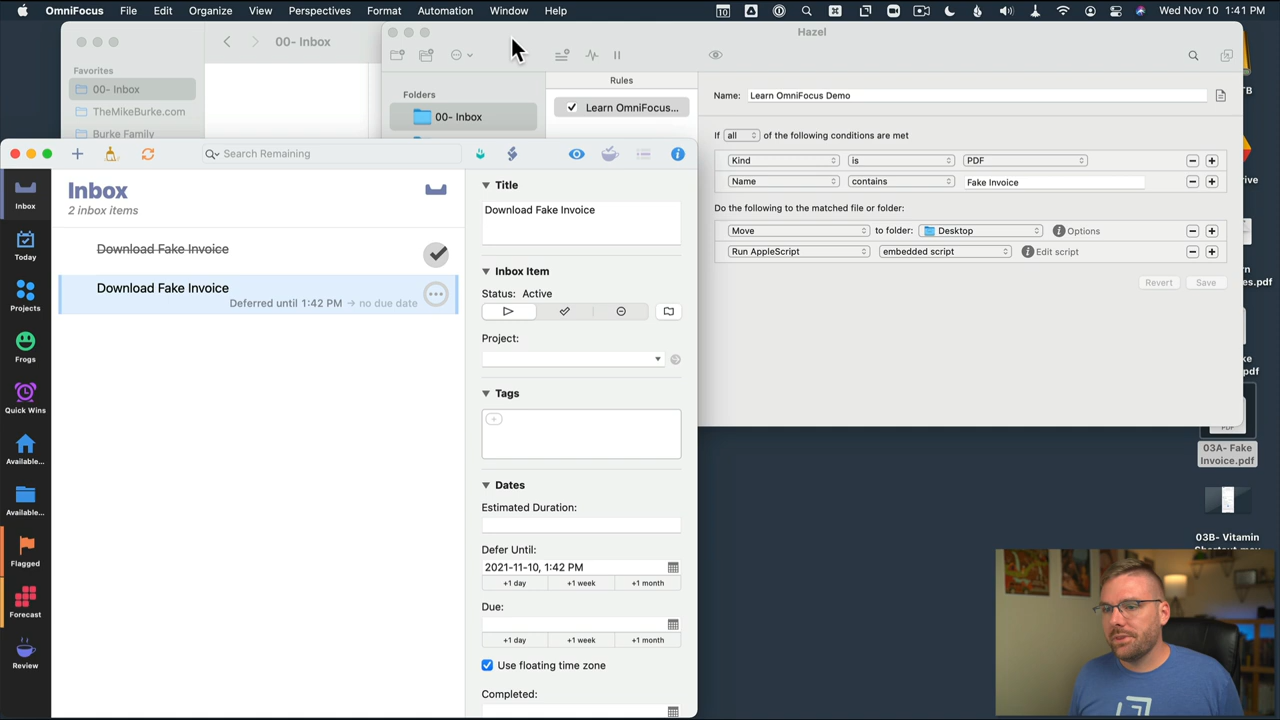 OmniFocus File Edit Organize View Perspectives Format Automation Window Help
10
Wed Nov 10 1:41 PM
Favorites
00- Inbox
TheMikeBurke.com
Burke Family
00- Inbox
Hazel
Folders
00- Inbox
Rules
Learn OmniFocus...
Name: Learn OmniFocus Demo
If all of the following conditions are met
Kind is PDF
Name contains Fake Invoice
Do the following to the matched file or folder:
Move to folder: Desktop Options
Run AppleScript embedded script Edit script
Revert Save
Search Remaining
Inbox
Today
Projects
Frogs
Quick Wins
Available...
Available...
Flagged
Forecast
Review
Inbox
2 inbox items
Download Fake Invoice
Download Fake Invoice
Deferred until 1:42 PM → no due date
Title
Download Fake Invoice
Inbox Item
Status: Active
Project:
Tags
Dates
Estimated Duration:
Defer Until:
2021-11-10, 1:42 PM
+1 day +1 week +1 month
Due:
+1 day +1 week +1 month
Use floating time zone
Completed:
PDF
03A- Fake
Invoice.pdf
03B- Vitamin